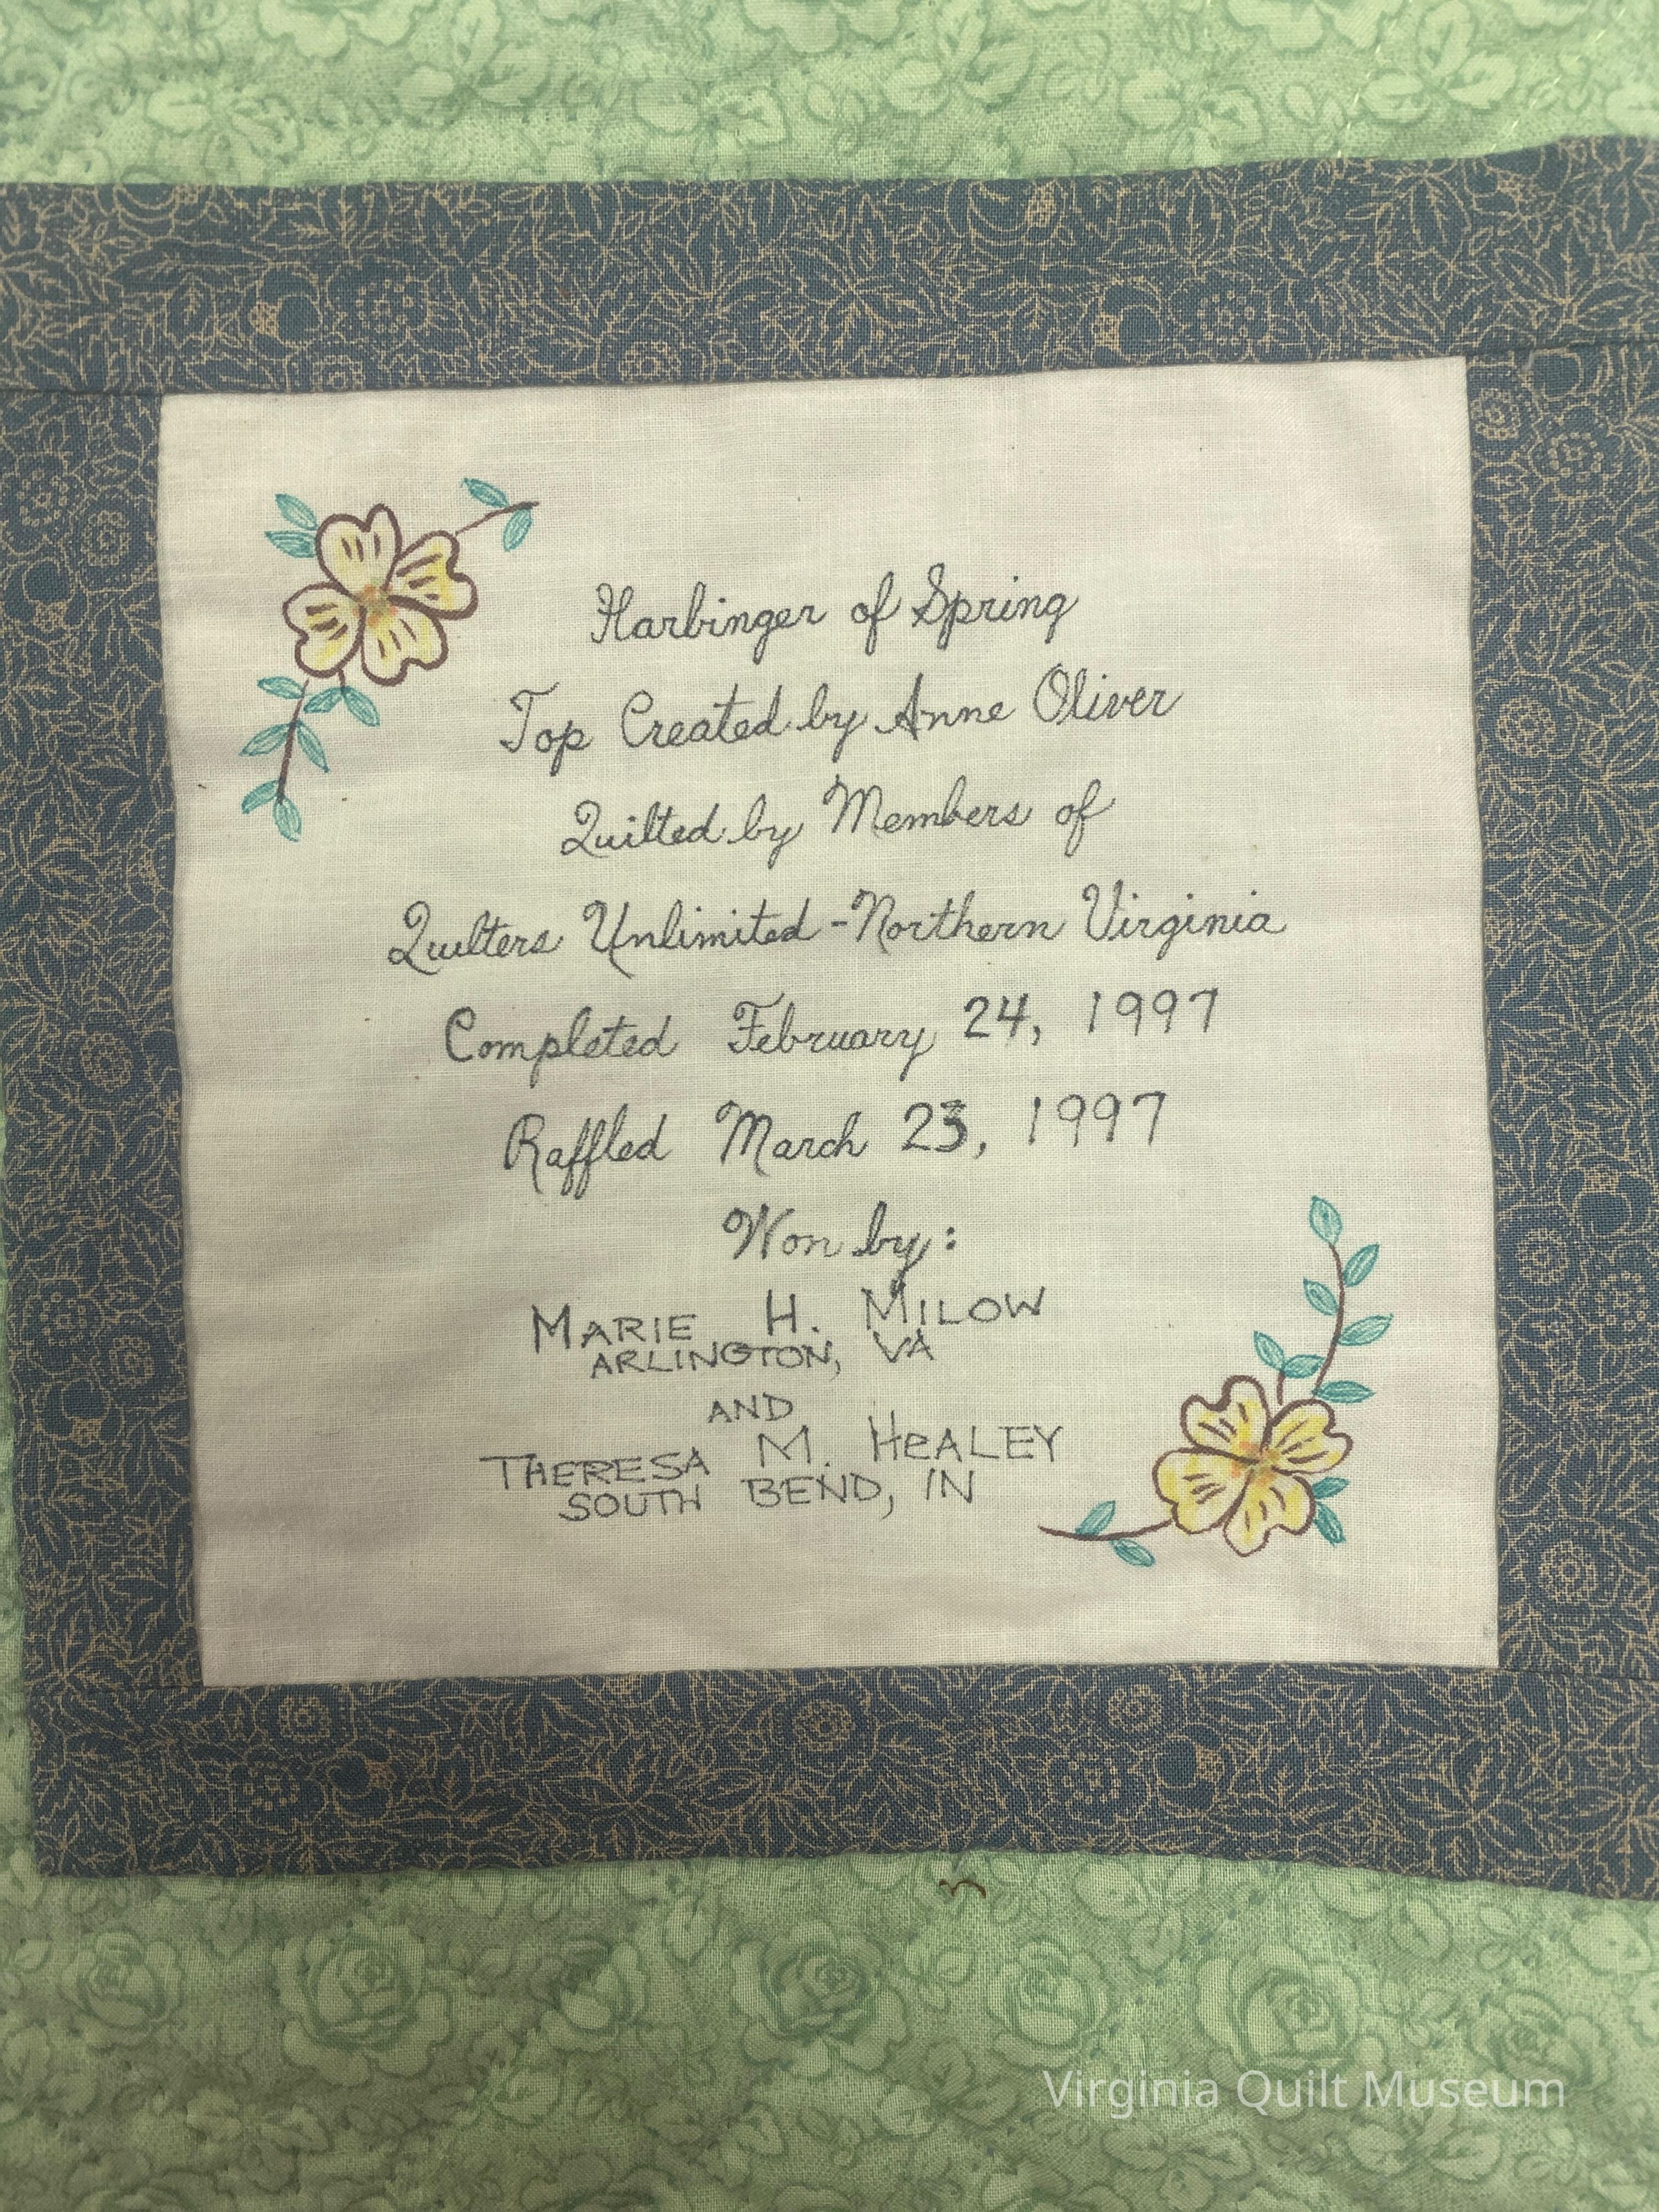 Harbinger of Spring
Top Created by Anne Oliver
Quilted by Members of
Quilters Unlimited - Northern Virginia
Completed February 24, 1997
Raffled March 23, 1997
Won by:
MARIE H. MILOW
ARLINGTON, VA
AND
THERESA M. HeALEY
SOUTH BEND, IN
Virginia Quilt Museum